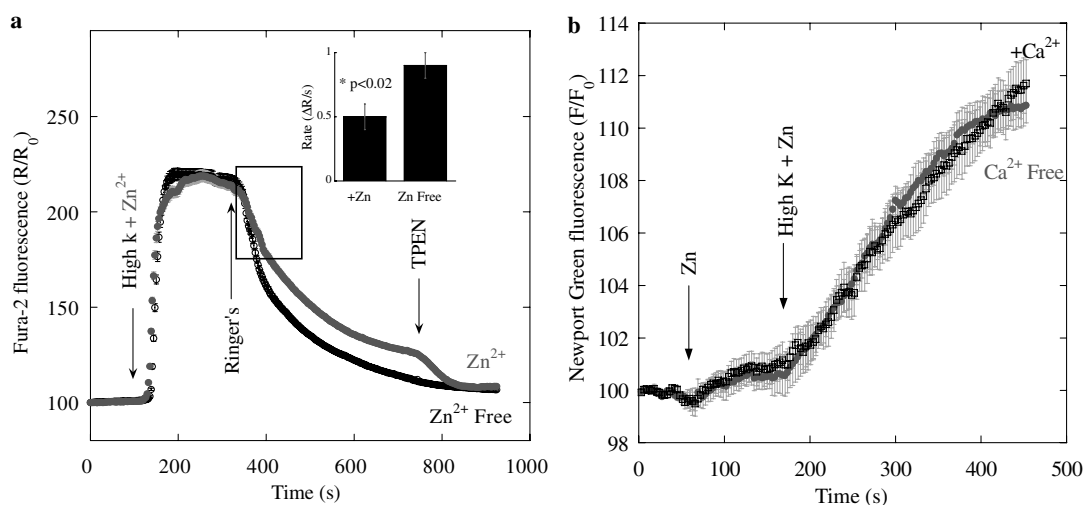 a
Fura-2 fluorescence (R/R0)
250
200
150
100
0
200
400
600
800
1000
Time (s)
High k + Zn2+
Ringer's
TPEN
Zn2+
Zn2+ Free
Rate (ΔR/s)
1
0.5
0
* p<0.02
+Zn
Zn Free
b
Newport Green fluorescence (F/F0)
114
112
110
108
106
104
102
100
98
0
100
200
300
400
500
Time (s)
Zn
High K + Zn
+Ca2+
Ca2+ Free